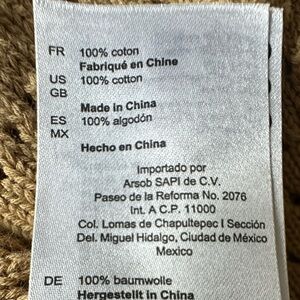 FR 100% coton
Fabriqué en Chine
US 100% cotton
GB
Made in China
ES 100% algodón
MX
Hecho en China
Importado por
Arsob SAPI de C.V.
Paseo de la Reforma No. 2076
Int. A C.P. 11000
Col. Lomas de Chapultepec I Sección
Del. Miguel Hidalgo, Ciudad de México
Mexico
DE 100% baumwolle
Hergestellt in China